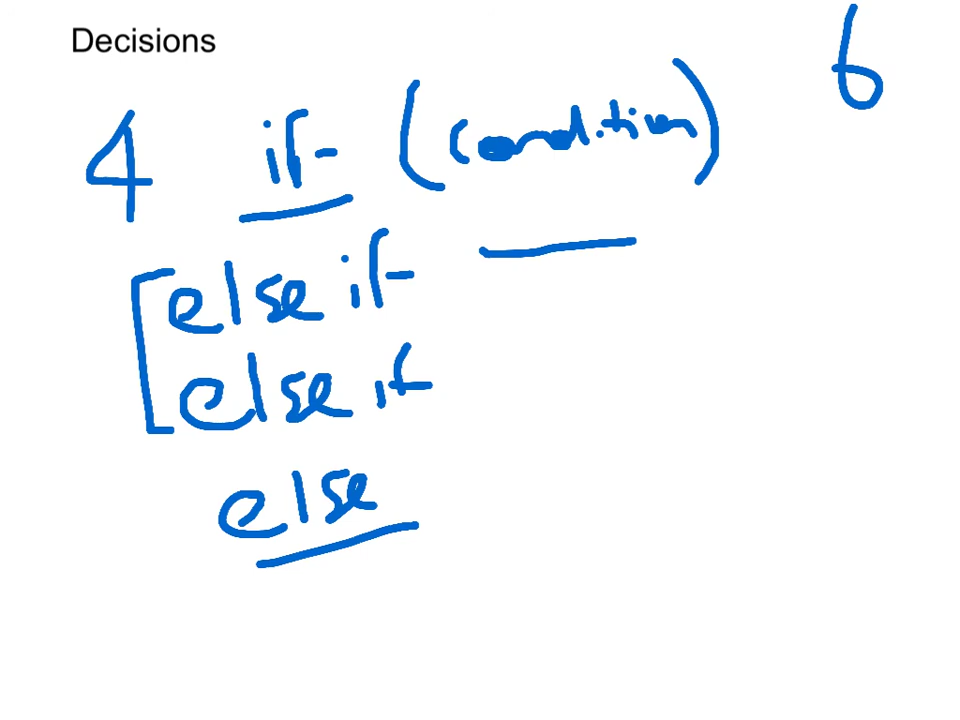 Decisions
6
4 if (condition)
else if
else if
else